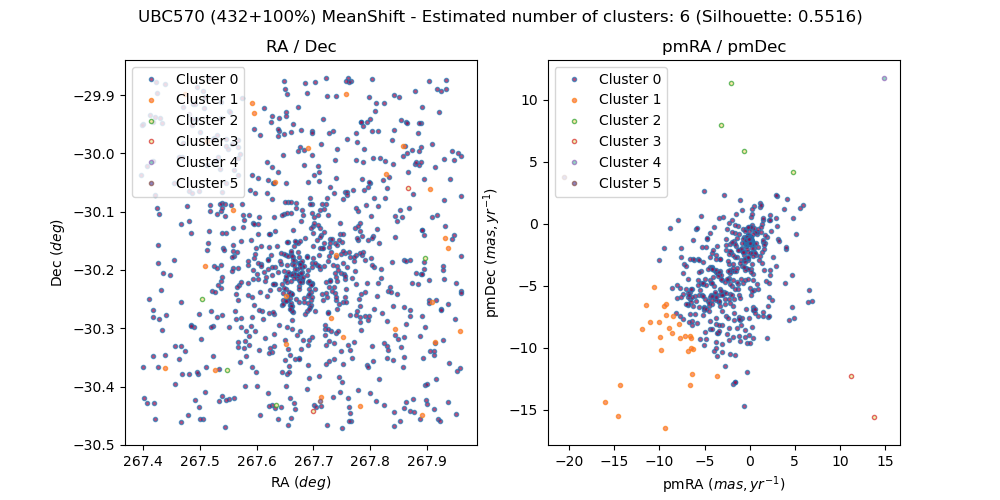 UBC570 (432+100%) MeanShift - Estimated number of clusters: 6 (Silhouette: 0.5516)
RA / Dec
Cluster 0
Cluster 1
Cluster 2
Cluster 3
Cluster 4
Cluster 5
−29.9
−30.0
−30.1
−30.2
−30.3
−30.4
−30.5
Dec (deg)
267.4 267.5 267.6 267.7 267.8 267.9
RA (deg)
pmRA / pmDec
Cluster 0
Cluster 1
Cluster 2
Cluster 3
Cluster 4
Cluster 5
10
5
0
−5
−10
−15
pmDec (mas, yr⁻¹)
−20 −15 −10 −5 0 5 10 15
pmRA (mas, yr⁻¹)